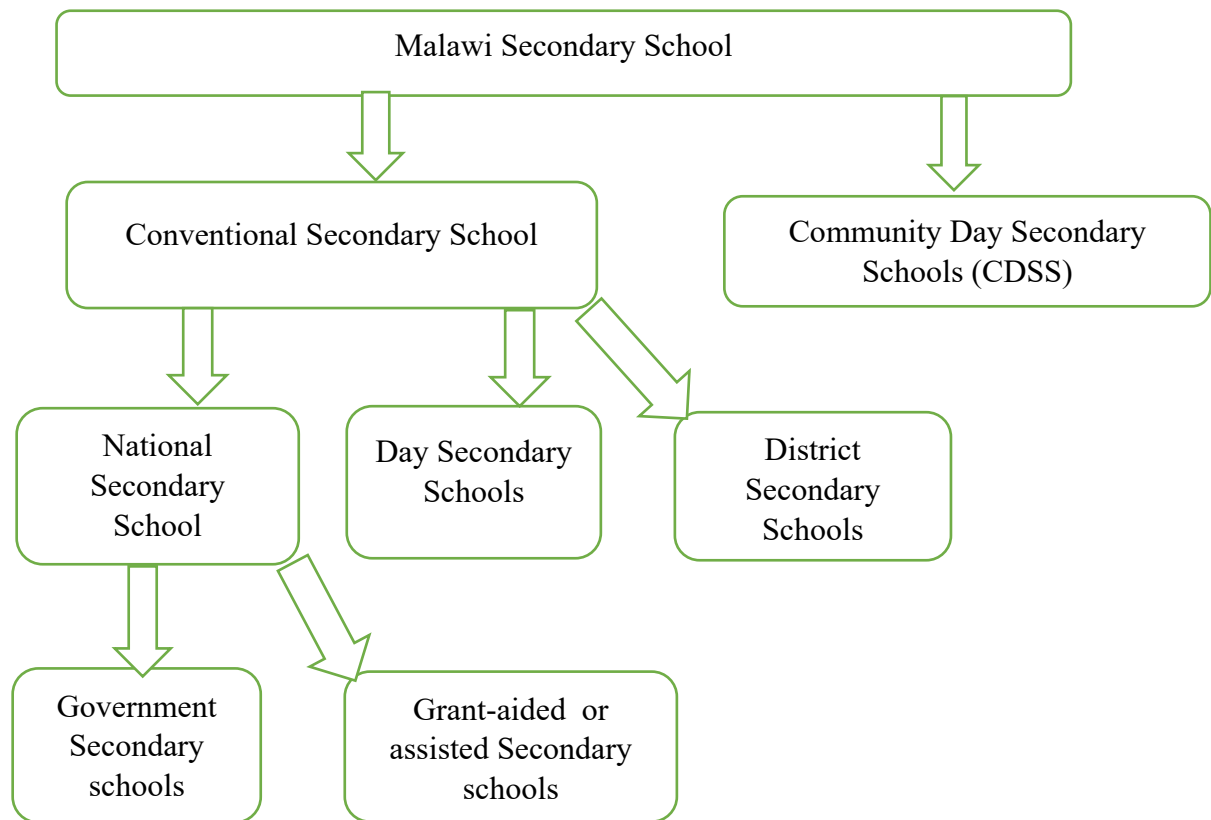 Malawi Secondary School
Conventional Secondary School
Community Day Secondary
Schools (CDSS)
National
Secondary
School
Day Secondary
Schools
District
Secondary
Schools
Government
Secondary
schools
Grant-aided or
assisted Secondary
schools